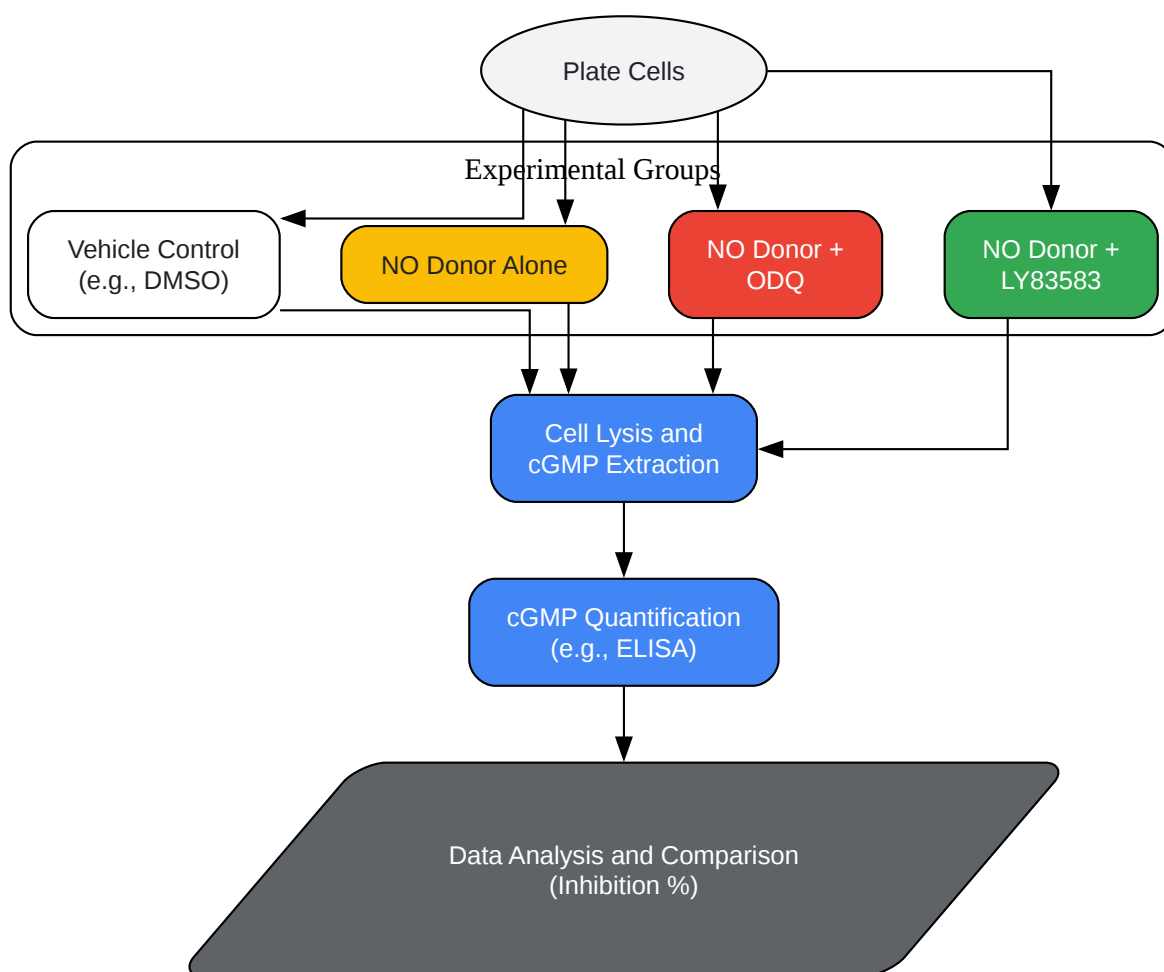 Plate Cells
Experimental Groups
Vehicle Control
(e.g., DMSO)
NO Donor Alone
NO Donor +
ODQ
NO Donor +
LY83583
Cell Lysis and
cGMP Extraction
cGMP Quantification
(e.g., ELISA)
Data Analysis and Comparison
(Inhibition %)